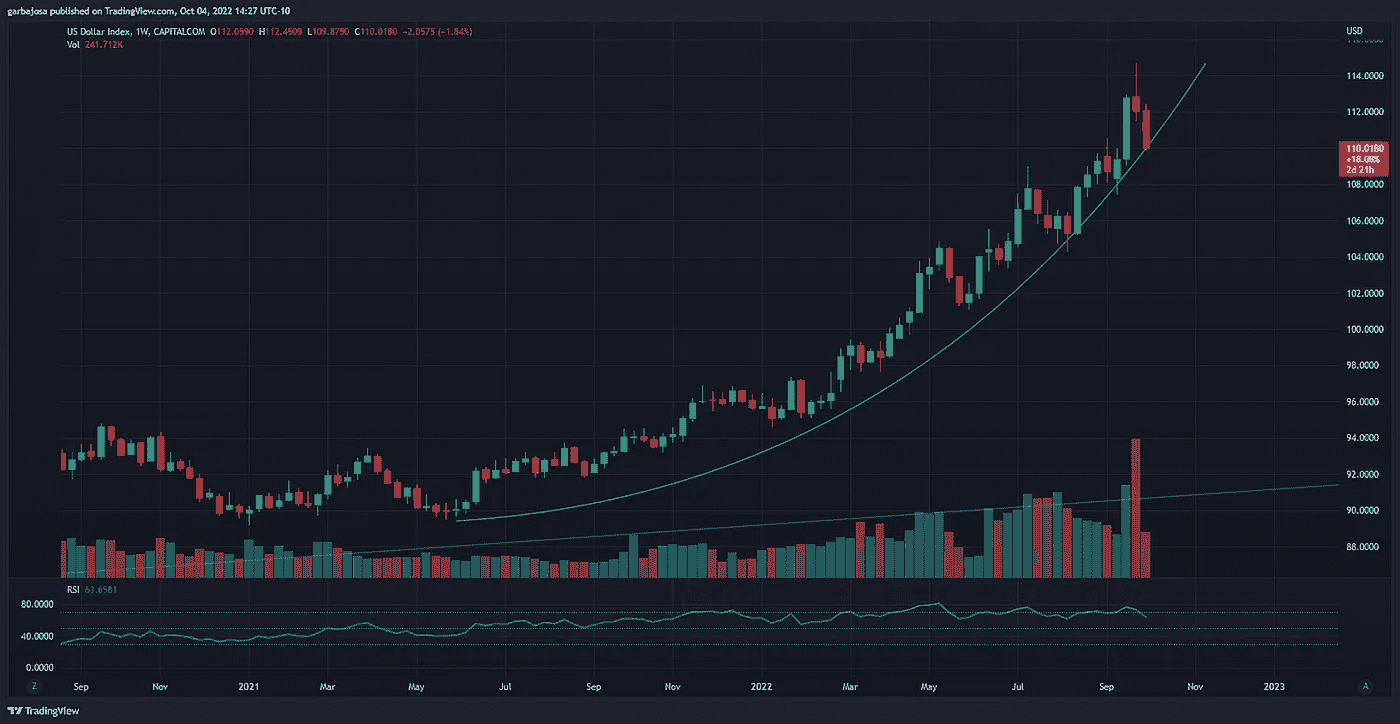 garbajosa published on TradingView.com, Oct 04, 2022 14:27 UTC-10
US Dollar Index, 1W, CAPITALCOM O112.0590 H112.4500 L109.8750 C110.0180 −2.0575 (−1.84%)
Vol 241.712K
USD
116.0000
114.0000
112.0000
110.0180
+18.08%
2d 21h
108.0000
106.0000
104.0000
102.0000
100.0000
98.0000
96.0000
94.0000
92.0000
90.0000
88.0000
RSI 63.6581
80.0000
40.0000
0.0000
Z Sep Nov 2021 Mar May Jul Sep Nov 2022 Mar May Jul Sep Nov 2023 A
TradingView